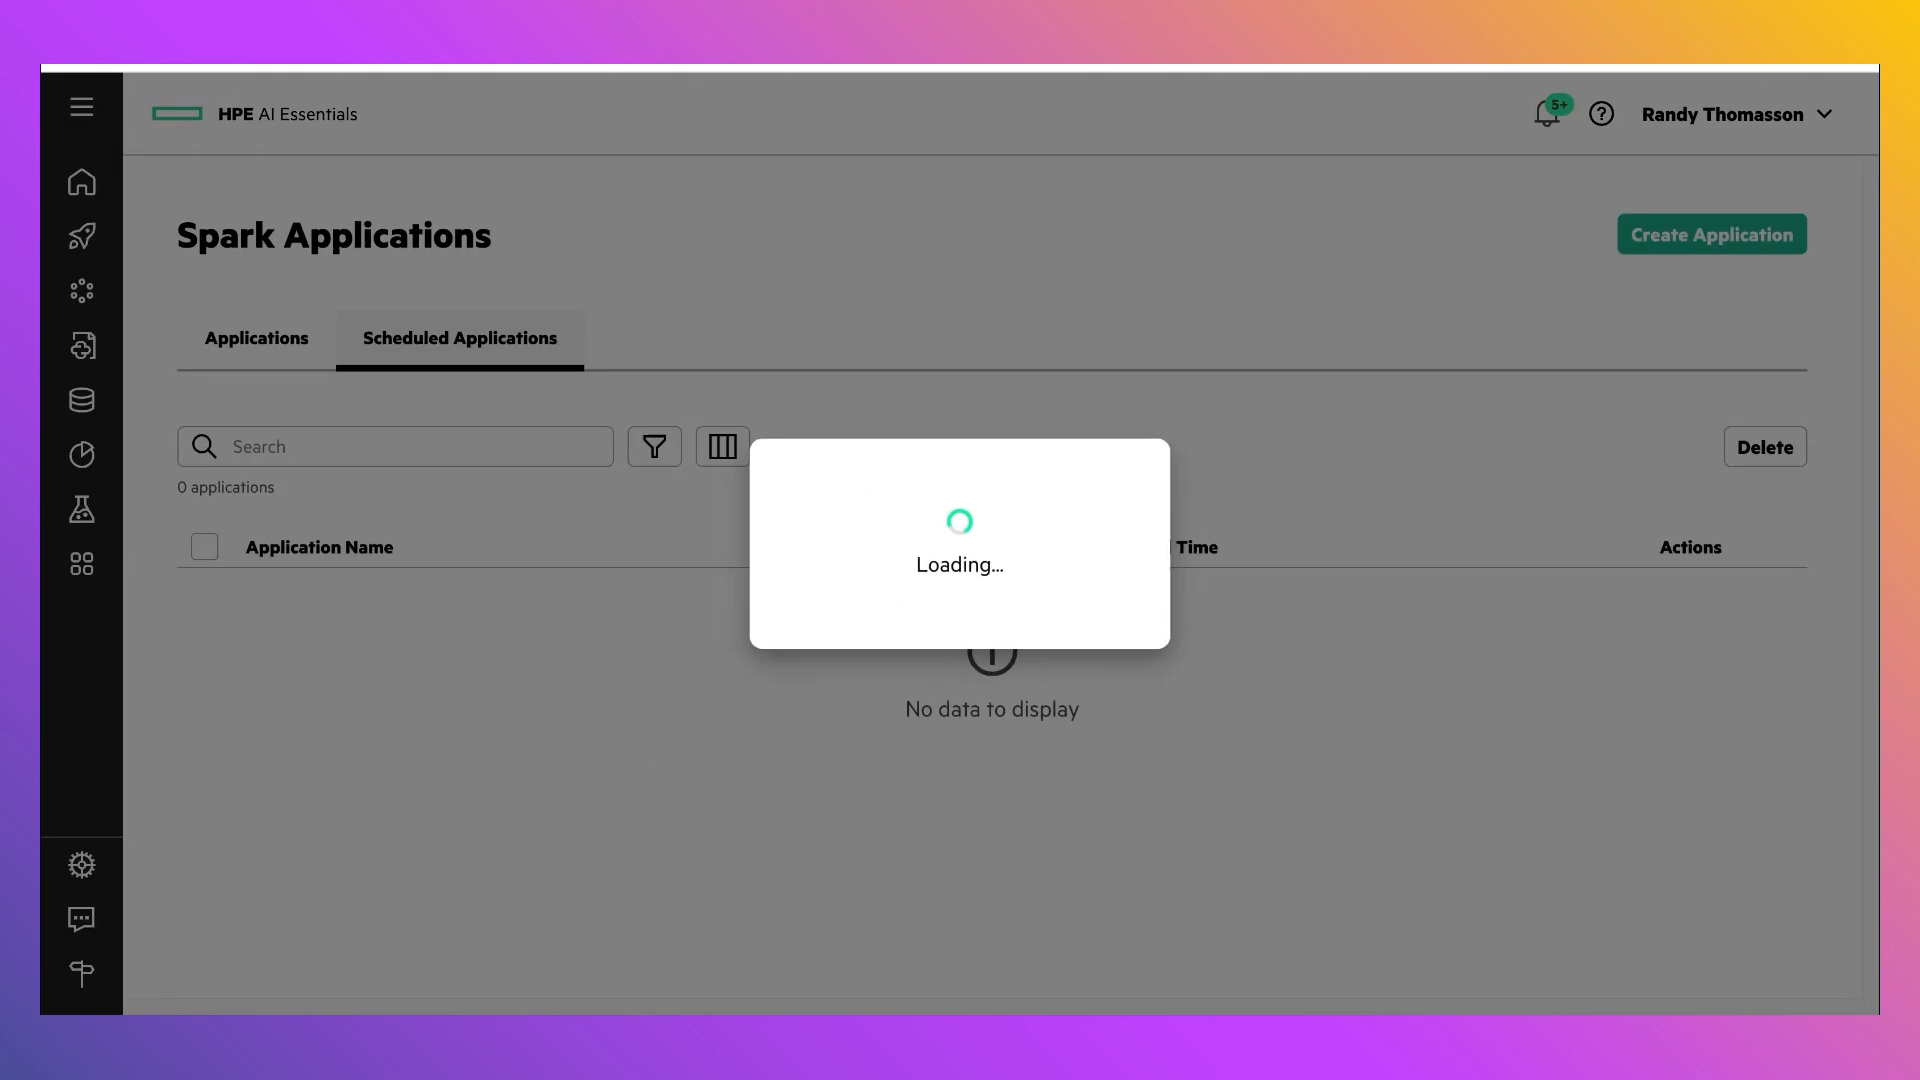 HPE AI Essentials
5+
Randy Thomasson
Spark Applications
Create Application
Applications
Scheduled Applications
Search
Delete
0 applications
Application Name
Time
Actions
Loading...
No data to display